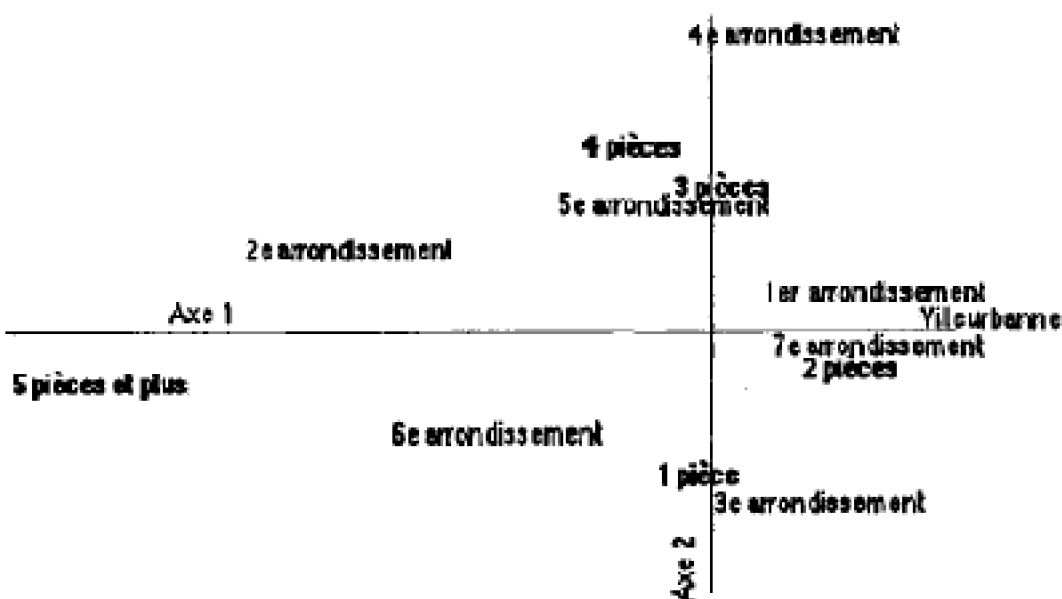 4e arrondissement
4 pièces
3 pièces
5e arrondissement
2e arrondissement
1er arrondissement
Axe 1
Villeurbanne
7e arrondissement
2 pièces
5 pièces et plus
6e arrondissement
1 pièce
3e arrondissement
Axe 2